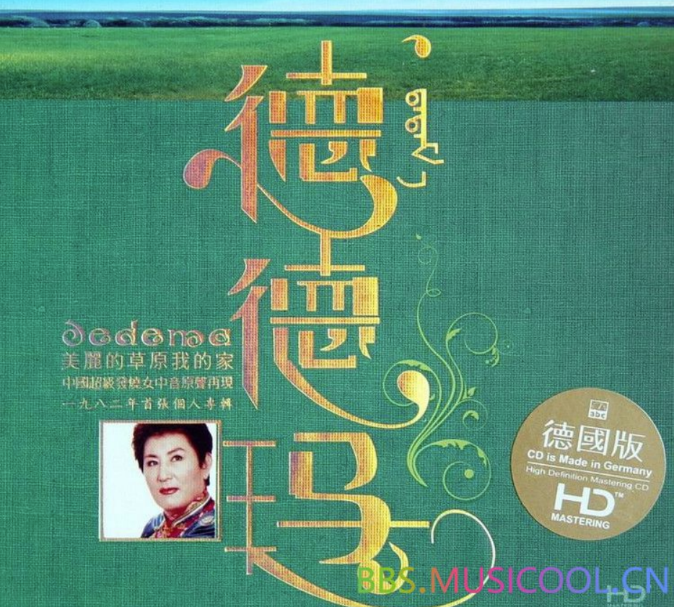 德德玛
dedema
美麗的草原我的家
中國超級發燒女中音原聲再現
一九八二年首張個人專輯
abc
德國版
CD is Made in Germany
High Definition Mastering CD
HD™
MASTERING
BBS.MUSICOOL.CN
HD